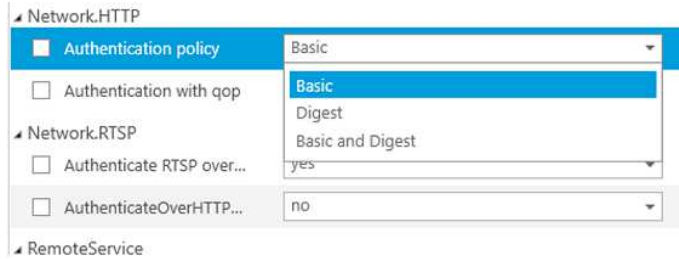 Network.HTTP
Authentication policy Basic
Authentication with qop
Basic
Digest
Basic and Digest
Network.RTSP
Authenticate RTSP over... yes
AuthenticateOverHTTP... no
RemoteService